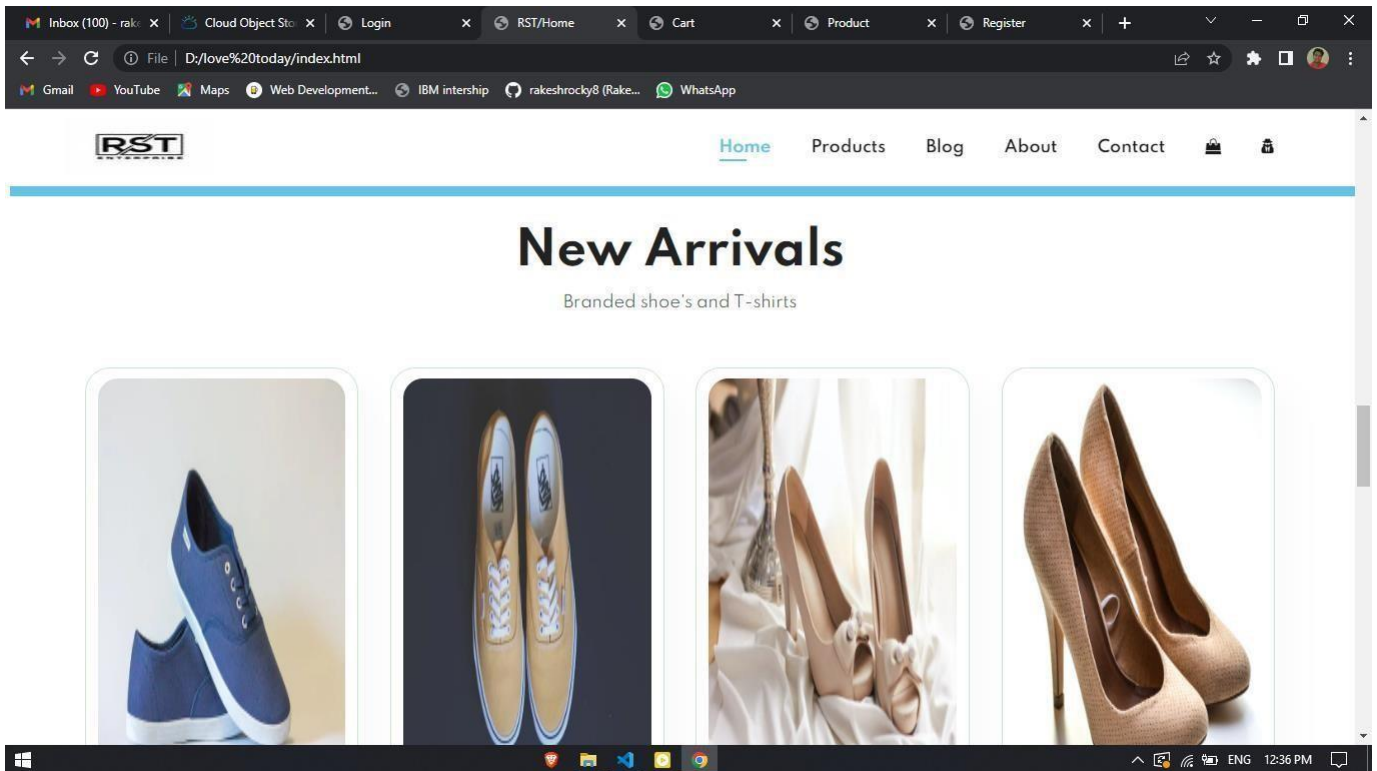 Inbox (100) - rake
Cloud Object Sto
Login
RST/Home
Cart
Product
Register
File D:/love%20today/index.html
Gmail YouTube Maps Web Development... IBM intership rakeshrocky8 (Rake... WhatsApp
RST
ENTERPRISE
Home Products Blog About Contact
New Arrivals
Branded shoe's and T-shirts
ENG 12:36 PM